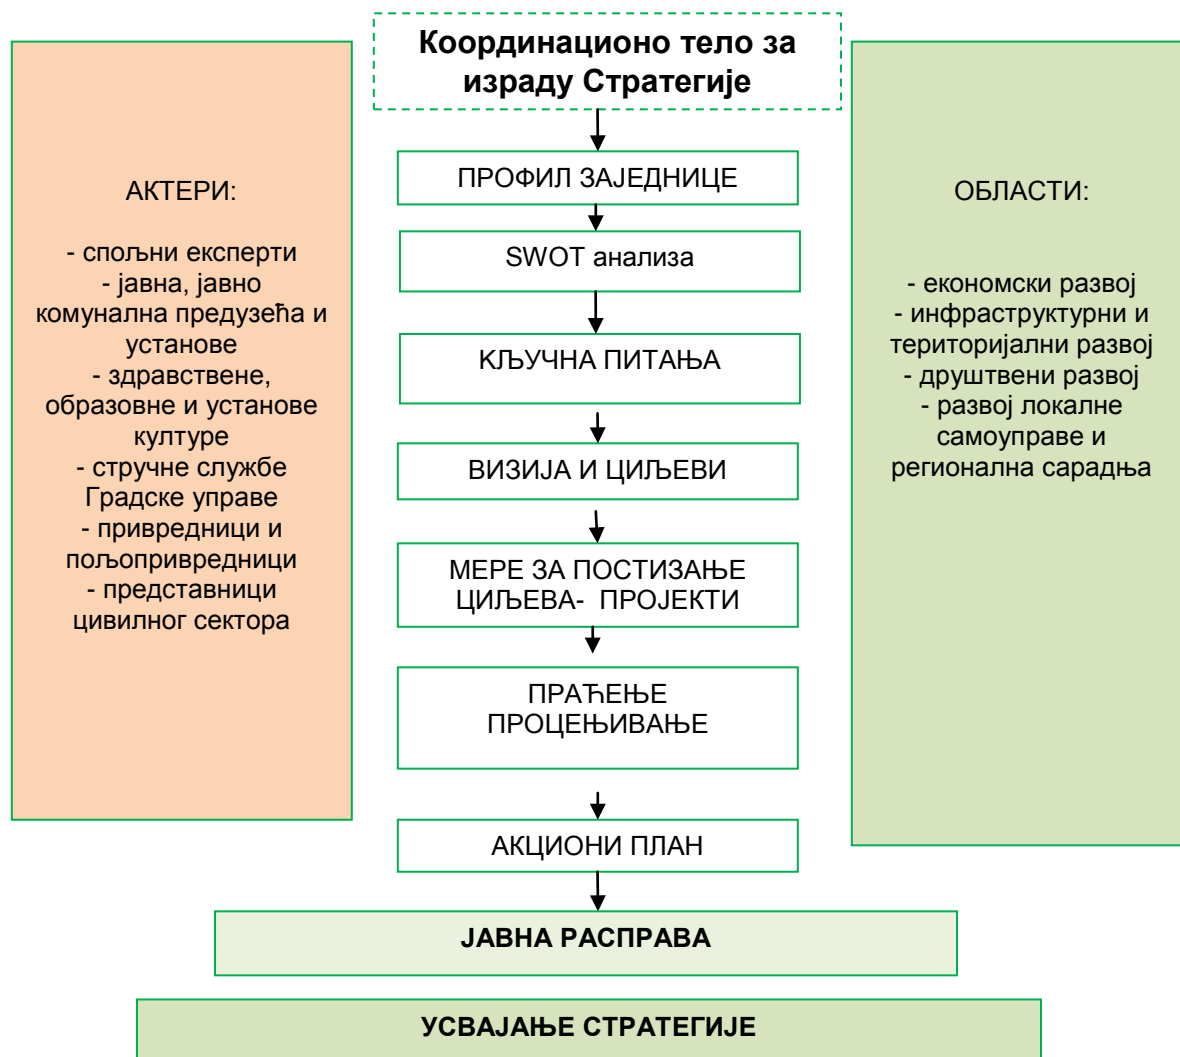 Координационо тело за
израду Стратегије
АКТЕРИ:
- спољни експерти
- јавна, јавно
комунална предузећа и
установе
- здравствене,
образовне и установе
културе
- стручне службе
Градске управе
- привредници и
пољопривредници
- представници
цивилног сектора
ПРОФИЛ ЗАЈЕДНИЦЕ
SWOT анализа
КЉУЧНА ПИТАЊА
ВИЗИЈА И ЦИЉЕВИ
МЕРЕ ЗА ПОСТИЗАЊЕ
ЦИЉЕВА- ПРОЈЕКТИ
ПРАЋЕЊЕ
ПРОЦЕЊИВАЊЕ
АКЦИОНИ ПЛАН
ОБЛАСТИ:
- економски развој
- инфраструктурни и
територијални развој
- друштвени развој
- развој локалне
самоуправе и
регионална сарадња
ЈАВНА РАСПРАВА
УСВАЈАЊЕ СТРАТЕГИЈЕ